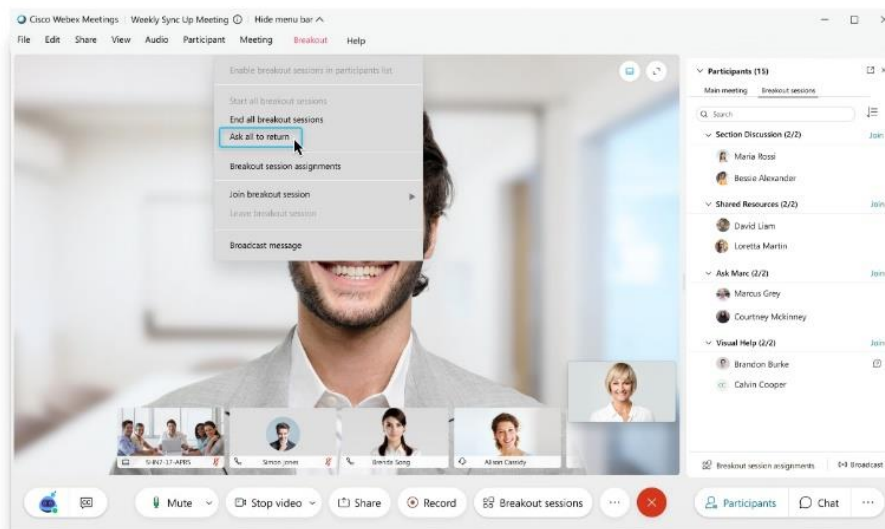 Cisco Webex Meetings
Weekly Sync Up Meeting
Hide menu bar
File Edit Share View Audio Participant Meeting Breakout Help
Enable breakout sessions in participants list
Start all breakout sessions
End all breakout sessions
Ask all to return
Breakout session assignments
Join breakout session
Leave breakout session
Broadcast message
SHN7-17-APBS
Simon Jones
Brenda Song
Alison Cassidy
Participants (15)
Main meeting Breakout sessions
Search
Section Discussion (2/2) Join
Maria Rossi
Bessie Alexander
Shared Resources (2/2) Join
David Liam
Loretta Martin
Ask Marc (2/2) Join
Marcus Grey
Courtney Mckinney
Visual Help (2/2) Join
Brandon Burke
CC Calvin Cooper
Breakout session assignments Broadcast
CC Mute Stop video Share Record Breakout sessions
Participants Chat